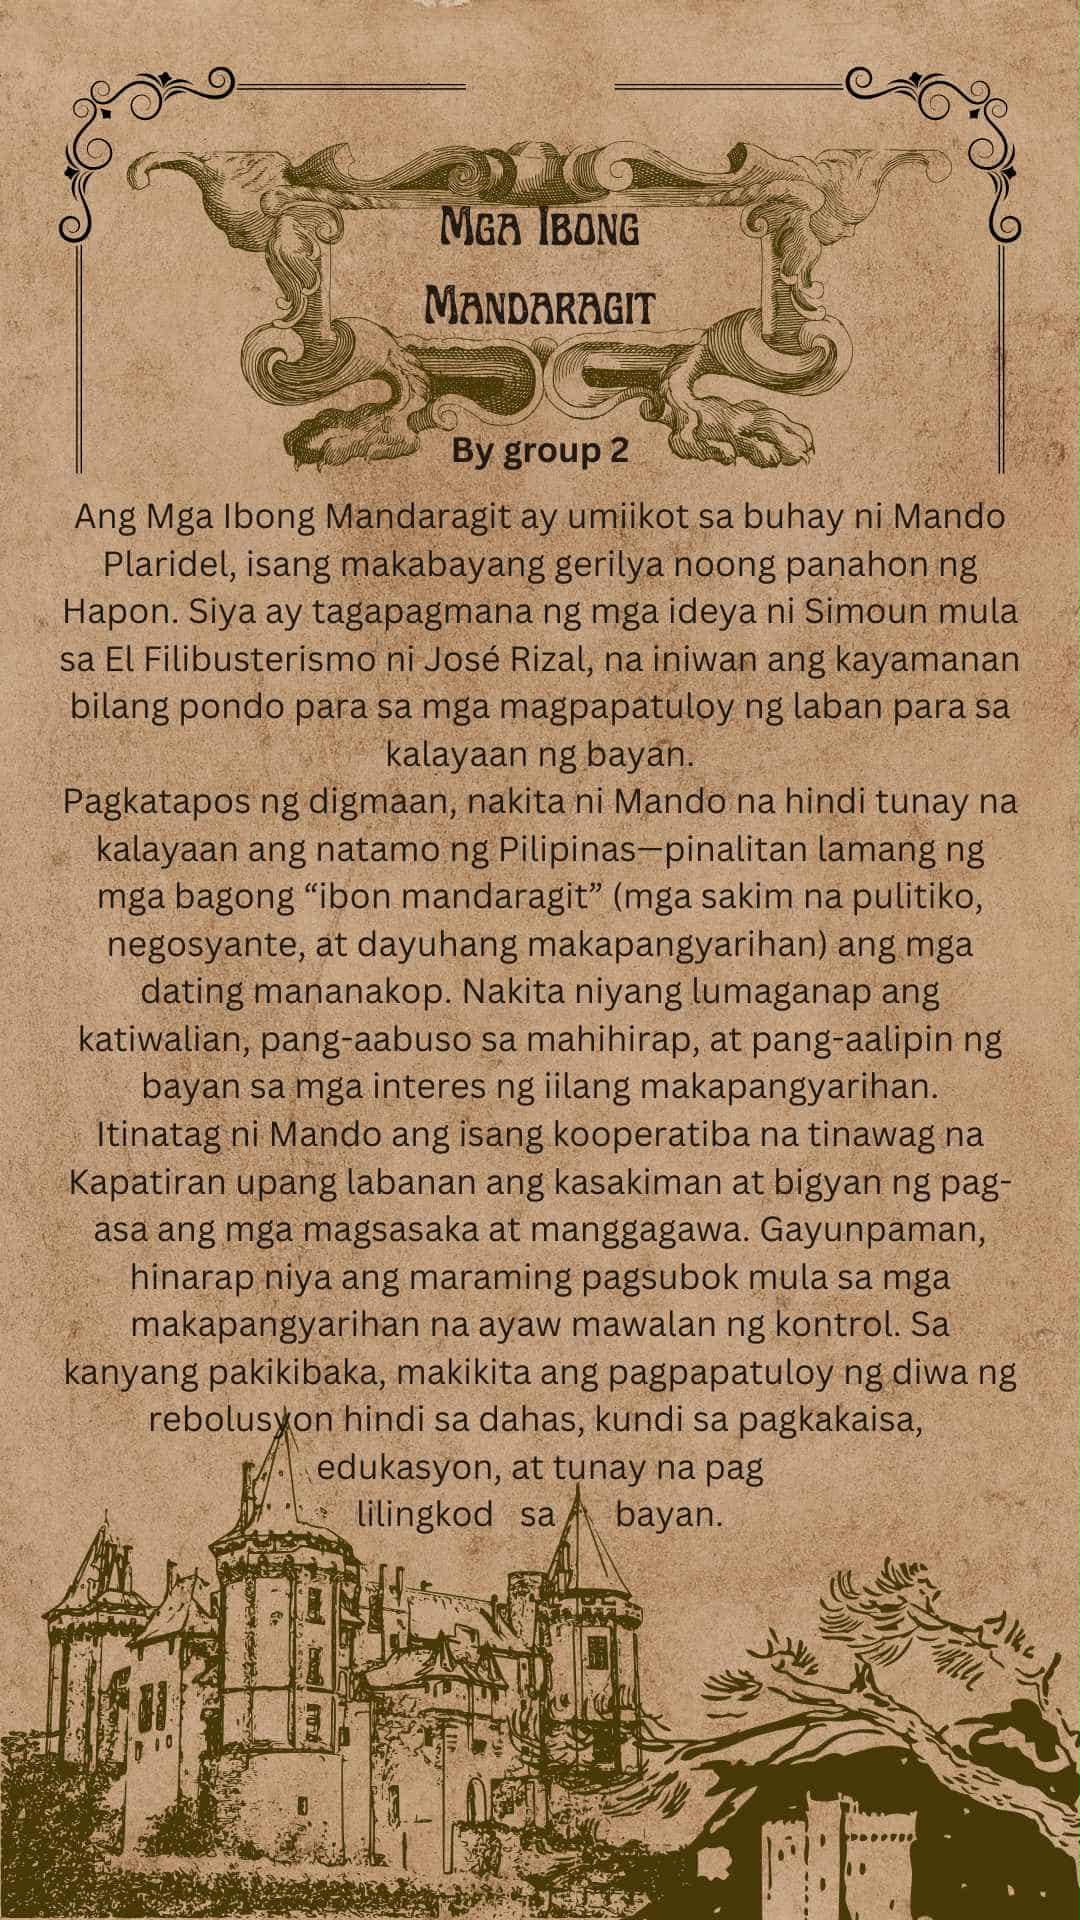 Mga Ibong
Mandaragit
By group 2
Ang Mga Ibong Mandaragit ay umiikot sa buhay ni Mando
Plaridel, isang makabayang gerilya noong panahon ng
Hapon. Siya ay tagapagmana ng mga ideya ni Simoun mula
sa El Filibusterismo ni José Rizal, na iniwan ang kayamanan
bilang pondo para sa mga magpapatuloy ng laban para sa
kalayaan ng bayan.
Pagkatapos ng digmaan, nakita ni Mando na hindi tunay na
kalayaan ang natamo ng Pilipinas—pinalitan lamang ng
mga bagong “ibon mandaragit” (mga sakim na pulitiko,
negosyante, at dayuhang makapangyarihan) ang mga
dating mananakop. Nakita niyang lumaganap ang
katiwalian, pang-aabuso sa mahihirap, at pang-aalipin ng
bayan sa mga interes ng iilang makapangyarihan.
Itinatag ni Mando ang isang kooperatiba na tinawag na
Kapatiran upang labanan ang kasakiman at bigyan ng pag-
asa ang mga magsasaka at manggagawa. Gayunpaman,
hinarap niya ang maraming pagsubok mula sa mga
makapangyarihan na ayaw mawalan ng kontrol. Sa
kanyang pakikibaka, makikita ang pagpapatuloy ng diwa ng
rebolusyon hindi sa dahas, kundi sa pagkakaisa,
edukasyon, at tunay na pag
lilingkod sa bayan.